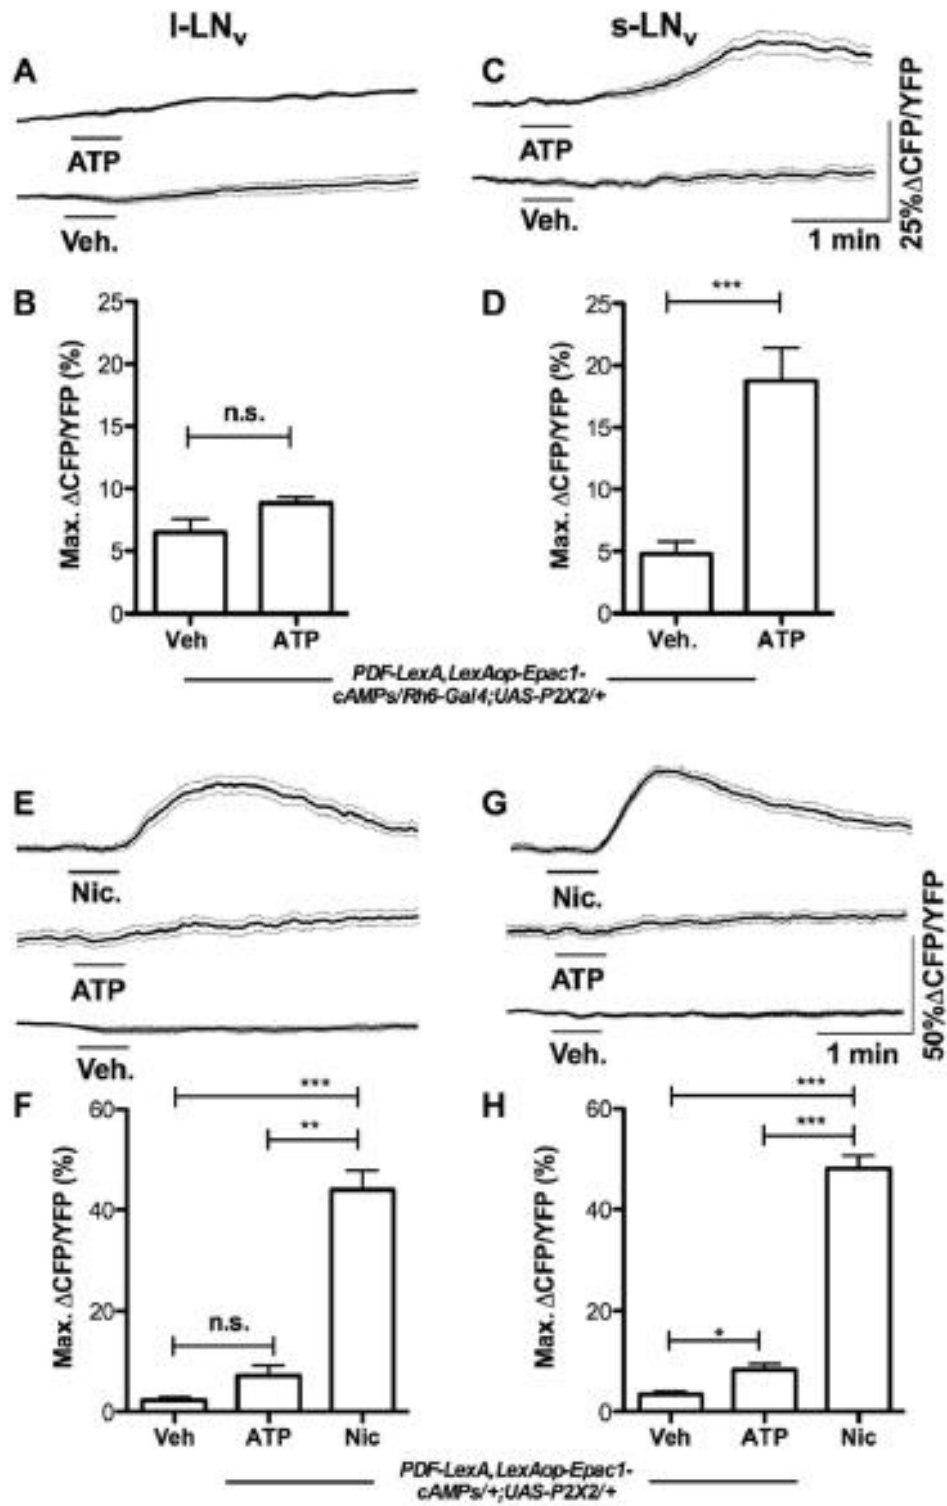 l-LNv
s-LNv
A
ATP
Veh.
C
ATP
Veh.
1 min
25%ΔCFP/YFP
B
Max. ΔCFP/YFP (%)
25
20
15
10
5
0
n.s.
Veh
ATP
D
Max. ΔCFP/YFP (%)
25
20
15
10
5
0
***
Veh.
ATP
PDF-LexA,LexAop-Epac1-
cAMPs/Rh6-Gal4;UAS-P2X2/+
E
Nic.
ATP
Veh.
G
Nic.
ATP
Veh.
1 min
50%ΔCFP/YFP
F
Max. ΔCFP/YFP (%)
60
40
20
0
***
**
n.s.
Veh
ATP
Nic
H
Max. ΔCFP/YFP (%)
60
40
20
0
***
***
*
Veh
ATP
Nic
PDF-LexA,LexAop-Epac1-
cAMPs/+;UAS-P2X2/+